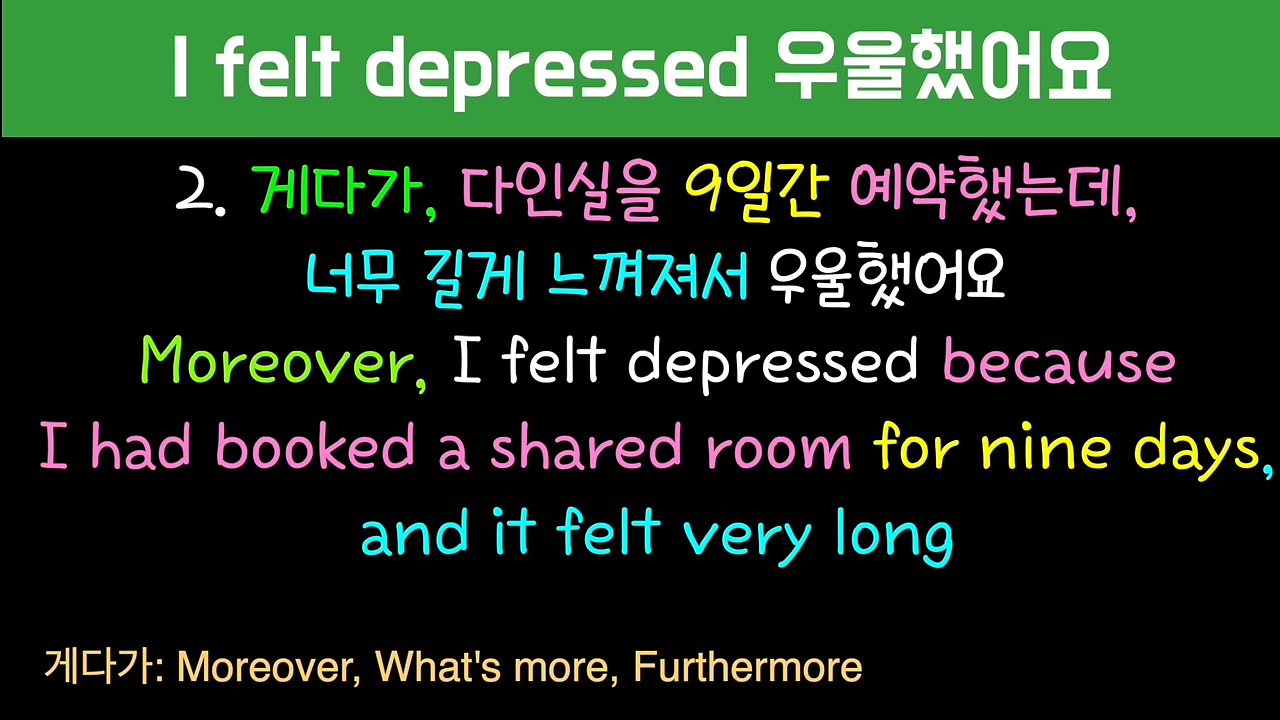 I felt depressed 우울했어요
2. 게다가, 다인실을 9일간 예약했는데,
너무 길게 느껴져서 우울했어요
Moreover, I felt depressed because
I had booked a shared room for nine days,
and it felt very long
게다가: Moreover, What's more, Furthermore